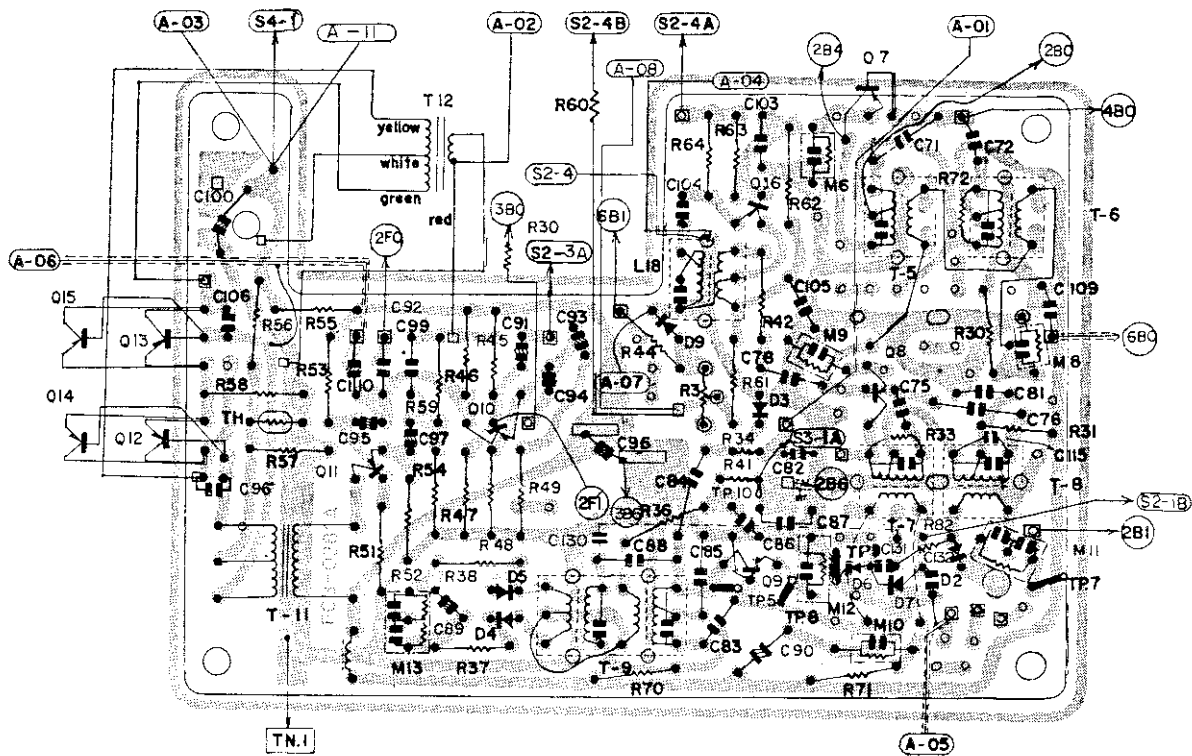 A-03 S4-1 A-11 A-02 S2-4B S2-4A A-01
2B4 Q7 2B0
A-08 A-04
T12 R60 C103
yellow R64 R63 4B0
white C71 C72
S2-4 M6 R72
C100 green C104 Q16 R62 T-6
red 3B0 R30 6B1
2F0
A-06 S2-3A L18 T-5
Q15 C106 C92 C105 C109
R56 R55 C99 C91 C93 R42 M9 R30
Q13 R45 R44 D9 Q8 6B0
R53 C78 M8
R58 C110 R46 C94 A-07 R3 R61 C75 C81
Q14 R59 Q10 D3 C76
TH
Q12 C95 C97 C96 R34 S3-1A R33 R31
R57 Q11 R54 R41 C82 C115
C96 R49 C84 TP10 2B6 T-8
2F1 3B6 S2-1B
R47 R36 C87 T-7 R82
C130 C86 2B1
R51 R48 C88 C85 TP C131 C132 M11
R52 R38 D5 Q9 D6 D2 TP7
T-11 TP5 M12 D7
C89 D4 TP8 M10
C83 C90
M13 R37 T-9
R70 R71
TN.1 A-05